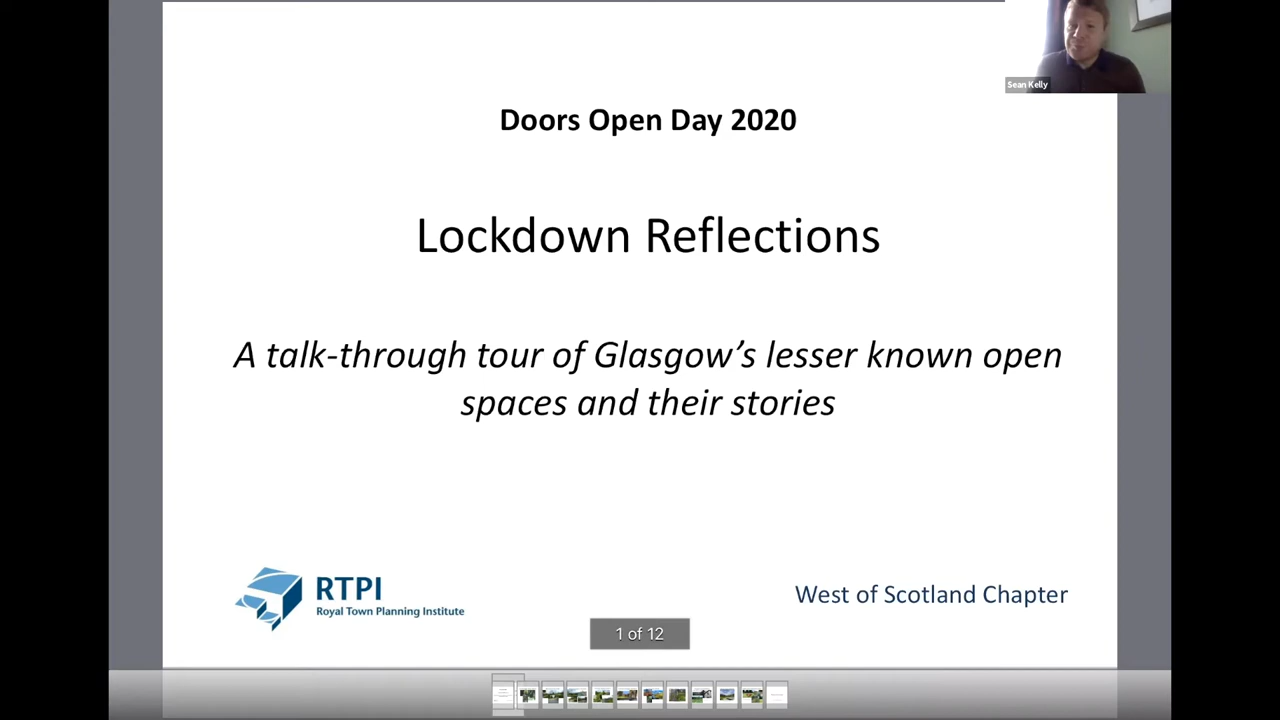 Sean Kelly
Doors Open Day 2020
Lockdown Reflections
A talk-through tour of Glasgow’s lesser known open
spaces and their stories
RTPI
Royal Town Planning Institute
West of Scotland Chapter
1 of 12